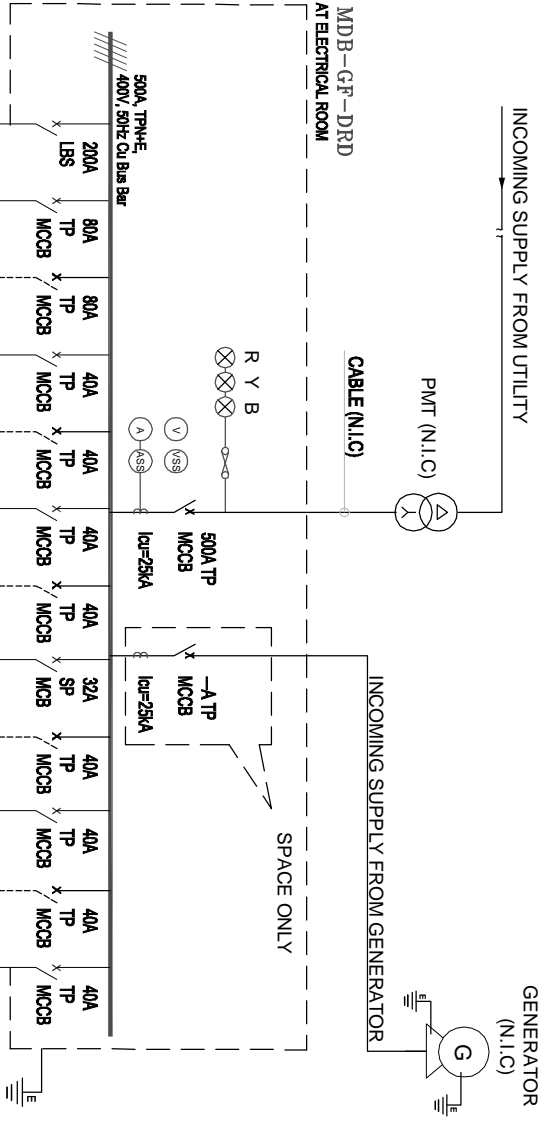 INCOMING SUPPLY FROM UTILITY
PMT (N.I.C)
CABLE (N.I.C)
GENERATOR
(N.I.C)
G
E
E
INCOMING SUPPLY FROM GENERATOR
MDB-GF-DRD
AT ELECTRICAL ROOM
SPACE ONLY
R Y B
V
VSS
A
ASS
500A TP
MCCB
Icu=25kA
—A TP
MCCB
Icu=25kA
500A, TPN+E,
400V, 50Hz Cu Bus Bar
200A
LBS
80A
TP
MCCB
80A
TP
MCCB
40A
TP
MCCB
40A
TP
MCCB
40A
TP
MCCB
40A
TP
MCCB
32A
SP
MCB
40A
TP
MCCB
40A
TP
MCCB
40A
TP
MCCB
40A
TP
MCCB
E